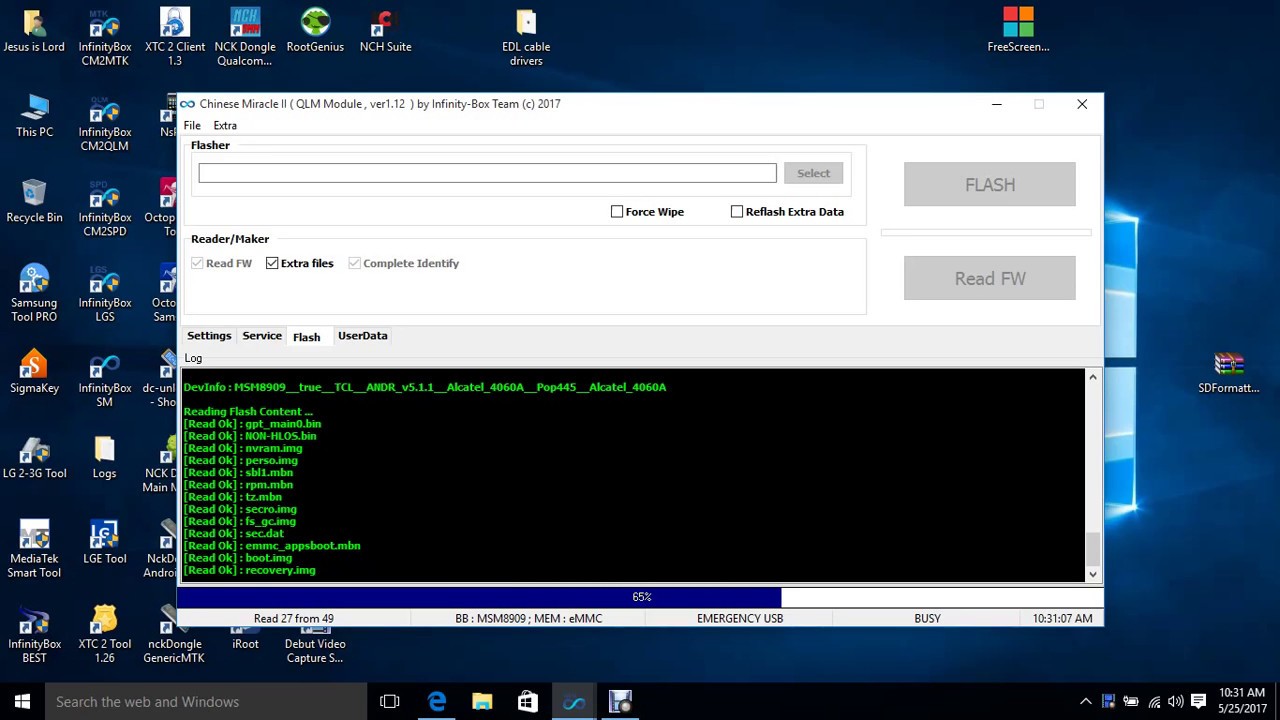 Jesus is Lord
InfinityBox
CM2MTK
XTC 2 Client
1.3
NCK Dongle
Qualcom...
RootGenius
NCH Suite
EDL cable
drivers
FreeScreen...
This PC
InfinityBox
CM2QLM
Recycle Bin
InfinityBox
CM2SPD
Samsung
Tool PRO
InfinityBox
LGS
SigmaKey
InfinityBox
SM
dc-unl
- Sho
LG 2-3G Tool
Logs
NCK D
Main M
MediaTek
Smart Tool
LGE Tool
NckD
Android
InfinityBox
BEST
XTC 2 Tool
1.26
nckDongle
GenericMTK
iRoot
Debut Video
Capture S...
SDFormatt...
Chinese Miracle II ( QLM Module , ver1.12 ) by Infinity-Box Team (c) 2017
File Extra
Flasher
Select
FLASH
Force Wipe
Reflash Extra Data
Reader/Maker
Read FW
Extra files
Complete Identify
Read FW
Settings Service Flash UserData
Log
DevInfo : MSM8909__true__TCL__ANDR_v5.1.1__Alcatel_4060A__Pop445__Alcatel_4060A
Reading Flash Content ...
[Read Ok] : gpt_main0.bin
[Read Ok] : NON-HLOS.bin
[Read Ok] : nvram.img
[Read Ok] : perso.img
[Read Ok] : sbl1.mbn
[Read Ok] : rpm.mbn
[Read Ok] : tz.mbn
[Read Ok] : secro.img
[Read Ok] : fs_gc.img
[Read Ok] : sec.dat
[Read Ok] : emmc_appsboot.mbn
[Read Ok] : boot.img
[Read Ok] : recovery.img
65%
Read 27 from 49
BB : MSM8909 ; MEM : eMMC
EMERGENCY USB
BUSY
10:31:07 AM
Search the web and Windows
10:31 AM
5/25/2017